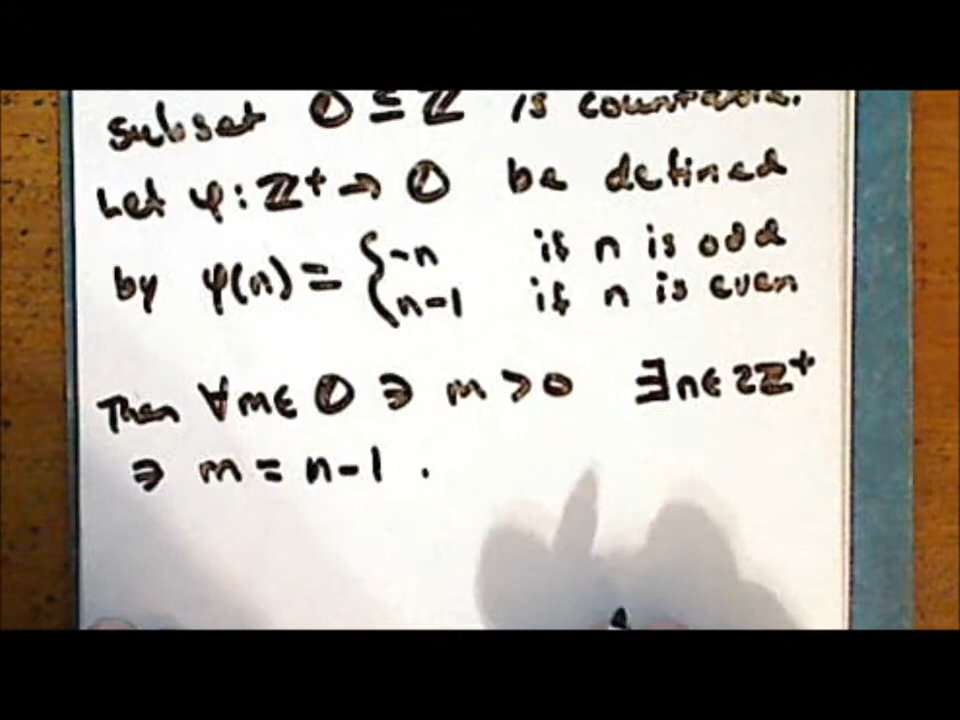 Subset 𝕆 ⊆ ℤ is countable.
Let φ: ℤ⁺ → 𝕆 be defined
by φ(n) = { -n if n is odd
n-1 if n is even
Then ∀m∈ 𝕆 ∋ m > 0 ∃n∈2ℤ⁺
∋ m = n-1 .